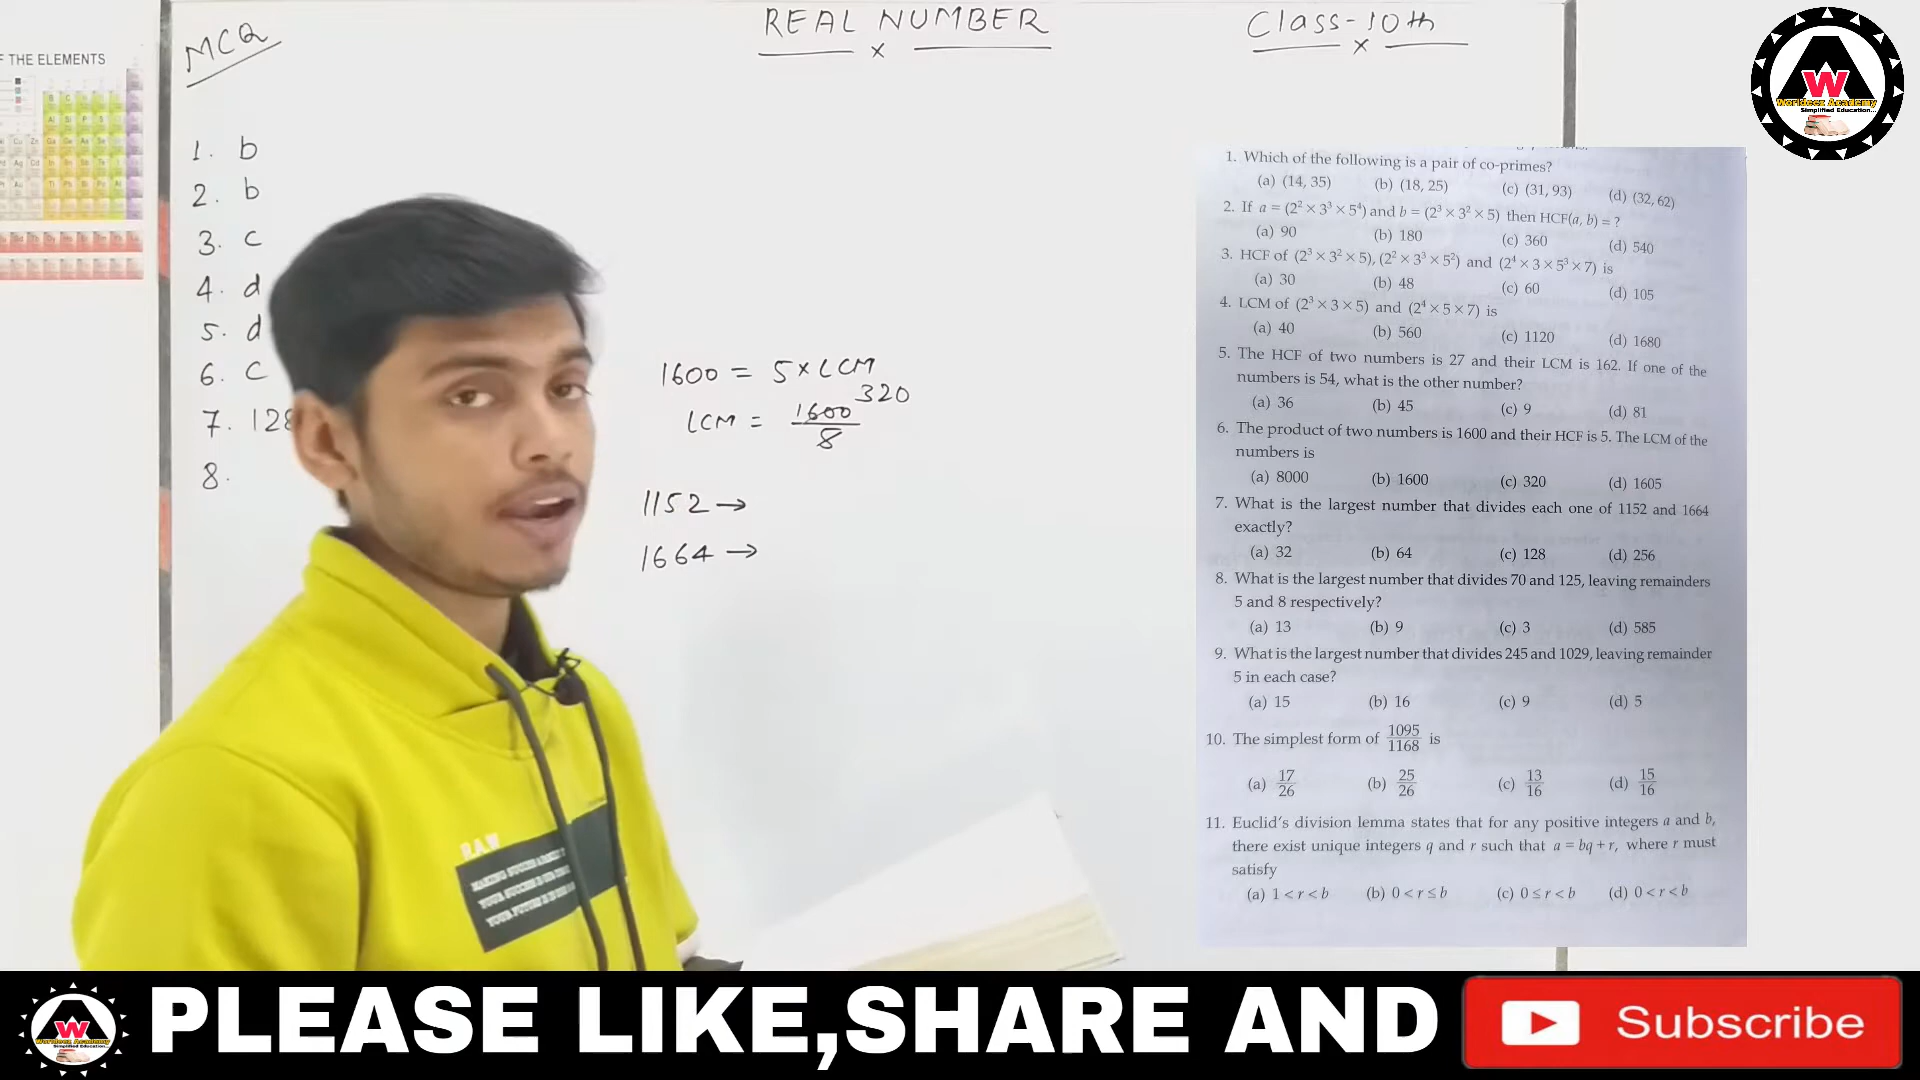 REAL NUMBER
Class-10th
MCQ
F THE ELEMENTS
1. b
2. b
3. c
4. d
5. d
6. c
7. 128
8.
1600 = 5 × LCM
LCM = 1600/8 320
1152 →
1664 →
W
Worldeez Academy
Simplified Education...
1. Which of the following is a pair of co-primes?
(a) (14, 35) (b) (18, 25) (c) (31, 93) (d) (32, 62)
2. If a = (2² × 3³ × 5⁴) and b = (2³ × 3² × 5) then HCF(a, b) = ?
(a) 90 (b) 180 (c) 360 (d) 540
3. HCF of (2³ × 3² × 5), (2² × 3³ × 5²) and (2⁴ × 3 × 5³ × 7) is
(a) 30 (b) 48 (c) 60 (d) 105
4. LCM of (2³ × 3 × 5) and (2⁴ × 5 × 7) is
(a) 40 (b) 560 (c) 1120 (d) 1680
5. The HCF of two numbers is 27 and their LCM is 162. If one of the
numbers is 54, what is the other number?
(a) 36 (b) 45 (c) 9 (d) 81
6. The product of two numbers is 1600 and their HCF is 5. The LCM of the
numbers is
(a) 8000 (b) 1600 (c) 320 (d) 1605
7. What is the largest number that divides each one of 1152 and 1664
exactly?
(a) 32 (b) 64 (c) 128 (d) 256
8. What is the largest number that divides 70 and 125, leaving remainders
5 and 8 respectively?
(a) 13 (b) 9 (c) 3 (d) 585
9. What is the largest number that divides 245 and 1029, leaving remainder
5 in each case?
(a) 15 (b) 16 (c) 9 (d) 5
10. The simplest form of 1095/1168 is
(a) 17/26 (b) 25/26 (c) 13/16 (d) 15/16
11. Euclid's division lemma states that for any positive integers a and b,
there exist unique integers q and r such that a = bq + r, where r must
satisfy
(a) 1 < r < b (b) 0 < r ≤ b (c) 0 ≤ r < b (d) 0 < r < b
RAW
W
Worldeez Academy
Simplified Education...
PLEASE LIKE,SHARE AND
Subscribe